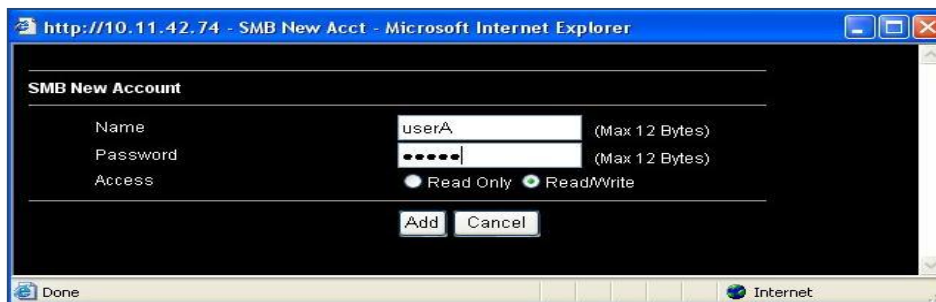 http://10.11.42.74 - SMB New Acct - Microsoft Internet Explorer
SMB New Account
Name userA (Max 12 Bytes)
Password ●●●●● (Max 12 Bytes)
Access Read Only Read/Write
Add Cancel
Done Internet